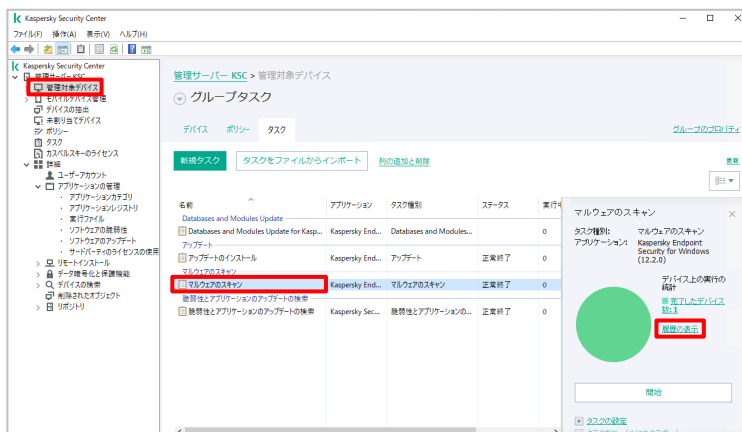 Kaspersky Security Center
ファイル(F) 操作(A) 表示(V) ヘルプ(H)
Kaspersky Security Center
管理サーバー KSC
管理対象デバイス
モバイルデバイス管理
デバイスの抽出
未割り当てデバイス
ポリシー
タスク
カスペルスキーのライセンス
詳細
ユーザーアカウント
アプリケーションの管理
アプリケーションカテゴリ
アプリケーションレジストリ
実行ファイル
ソフトウェアの脆弱性
ソフトウェアのアップデート
サードパーティのライセンスの使用
リモートインストール
データ暗号化と保護機能
デバイスの検索
削除されたオブジェクト
リポジトリ
管理サーバー KSC > 管理対象デバイス
グループタスク
デバイス ポリシー タスク
グループのプロパティ
新規タスク タスクをファイルからインポート 列の追加と削除
更新
名前 アプリケーション タスク種別 ステータス 実行中
Databases and Modules Update
Databases and Modules Update for Kasp... Kaspersky End... Databases and Modules... 0
アップデート
アップデートのインストール Kaspersky End... アップデート 正常終了 0
マルウェアのスキャン
マルウェアのスキャン Kaspersky End... マルウェアのスキャン 正常終了 0
脆弱性とアプリケーションのアップデートの検索
脆弱性とアプリケーションのアップデートの検索 Kaspersky Sec... 脆弱性とアプリケーションの... 正常終了 0
マルウェアのスキャン
タスク種別: マルウェアのスキャン
アプリケーション: Kaspersky Endpoint
Security for Windows
(12.2.0)
デバイス上の実行の
統計
完了したデバイス
数: 1
履歴の表示
開始
タスクの設定